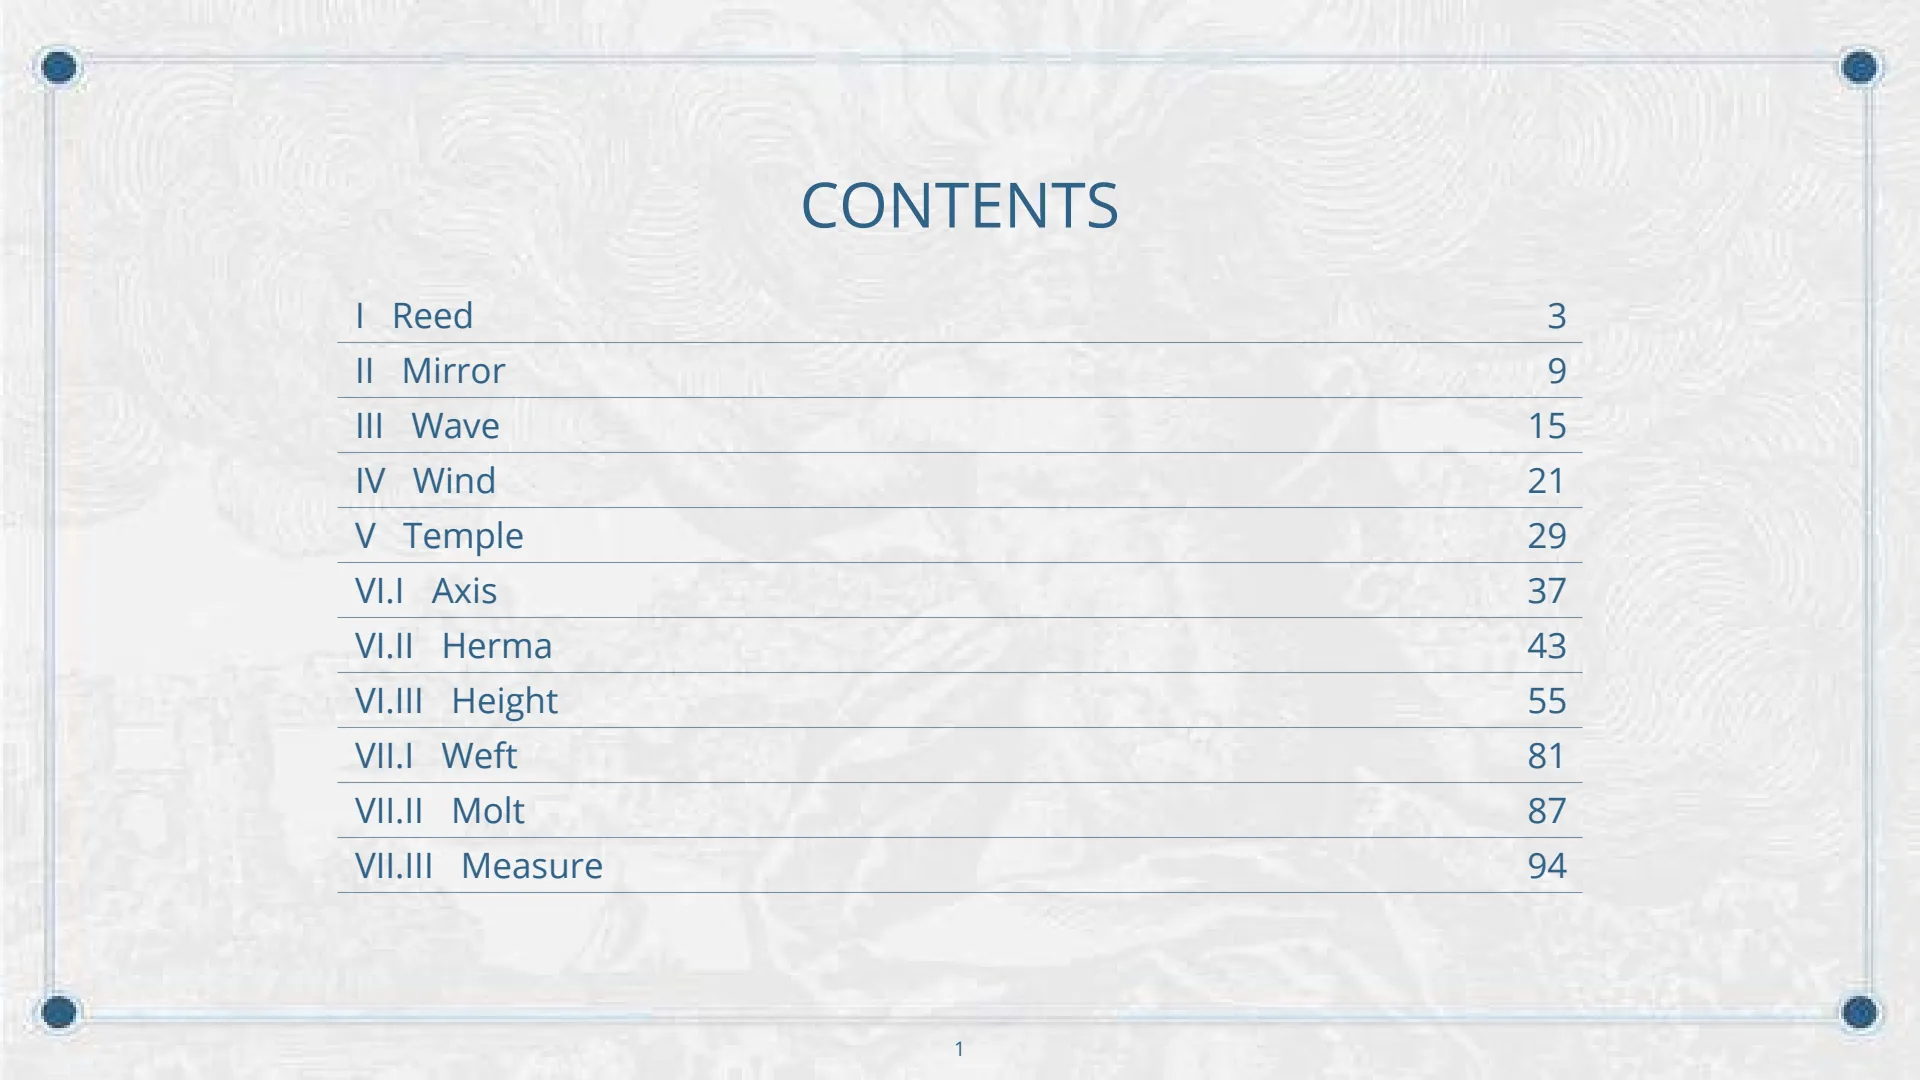 CONTENTS
I Reed 3
II Mirror 9
III Wave 15
IV Wind 21
V Temple 29
VI.I Axis 37
VI.II Herma 43
VI.III Height 55
VII.I Weft 81
VII.II Molt 87
VII.III Measure 94
1